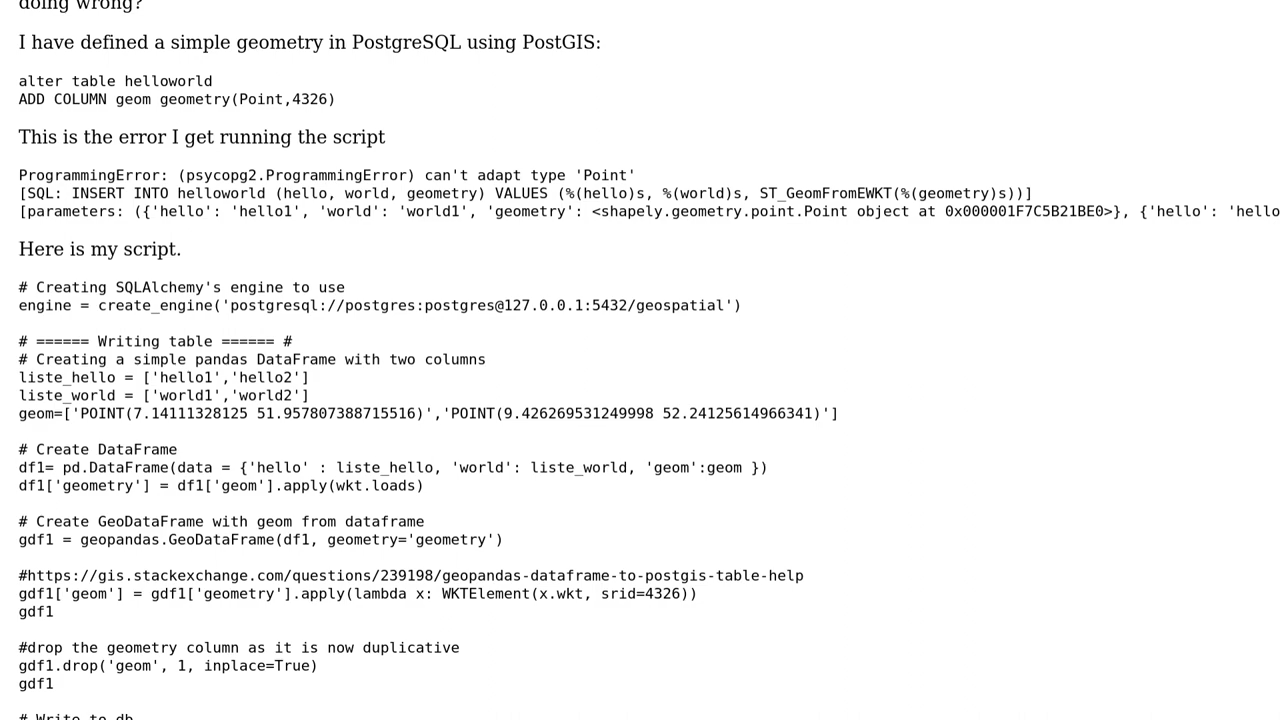 doing wrong?
I have defined a simple geometry in PostgreSQL using PostGIS:
alter table helloworld
ADD COLUMN geom geometry(Point,4326)
This is the error I get running the script
ProgrammingError: (psycopg2.ProgrammingError) can't adapt type 'Point'
[SQL: INSERT INTO helloworld (hello, world, geometry) VALUES (%(hello)s, %(world)s, ST_GeomFromEWKT(%(geometry)s))]
[parameters: ({'hello': 'hello1', 'world': 'world1', 'geometry': <shapely.geometry.point.Point object at 0x000001F7C5B21BE0>}, {'hello': 'hello
Here is my script.
# Creating SQLAlchemy's engine to use
engine = create_engine('postgresql://postgres:postgres@127.0.0.1:5432/geospatial')
# ====== Writing table ====== #
# Creating a simple pandas DataFrame with two columns
liste_hello = ['hello1','hello2']
liste_world = ['world1','world2']
geom=['POINT(7.14111328125 51.957807388715516)','POINT(9.426269531249998 52.24125614966341)']
# Create DataFrame
df1= pd.DataFrame(data = {'hello' : liste_hello, 'world': liste_world, 'geom':geom })
df1['geometry'] = df1['geom'].apply(wkt.loads)
# Create GeoDataFrame with geom from dataframe
gdf1 = geopandas.GeoDataFrame(df1, geometry='geometry')
#https://gis.stackexchange.com/questions/239198/geopandas-dataframe-to-postgis-table-help
gdf1['geom'] = gdf1['geometry'].apply(lambda x: WKTElement(x.wkt, srid=4326))
gdf1
#drop the geometry column as it is now duplicative
gdf1.drop('geom', 1, inplace=True)
gdf1
# Write to db